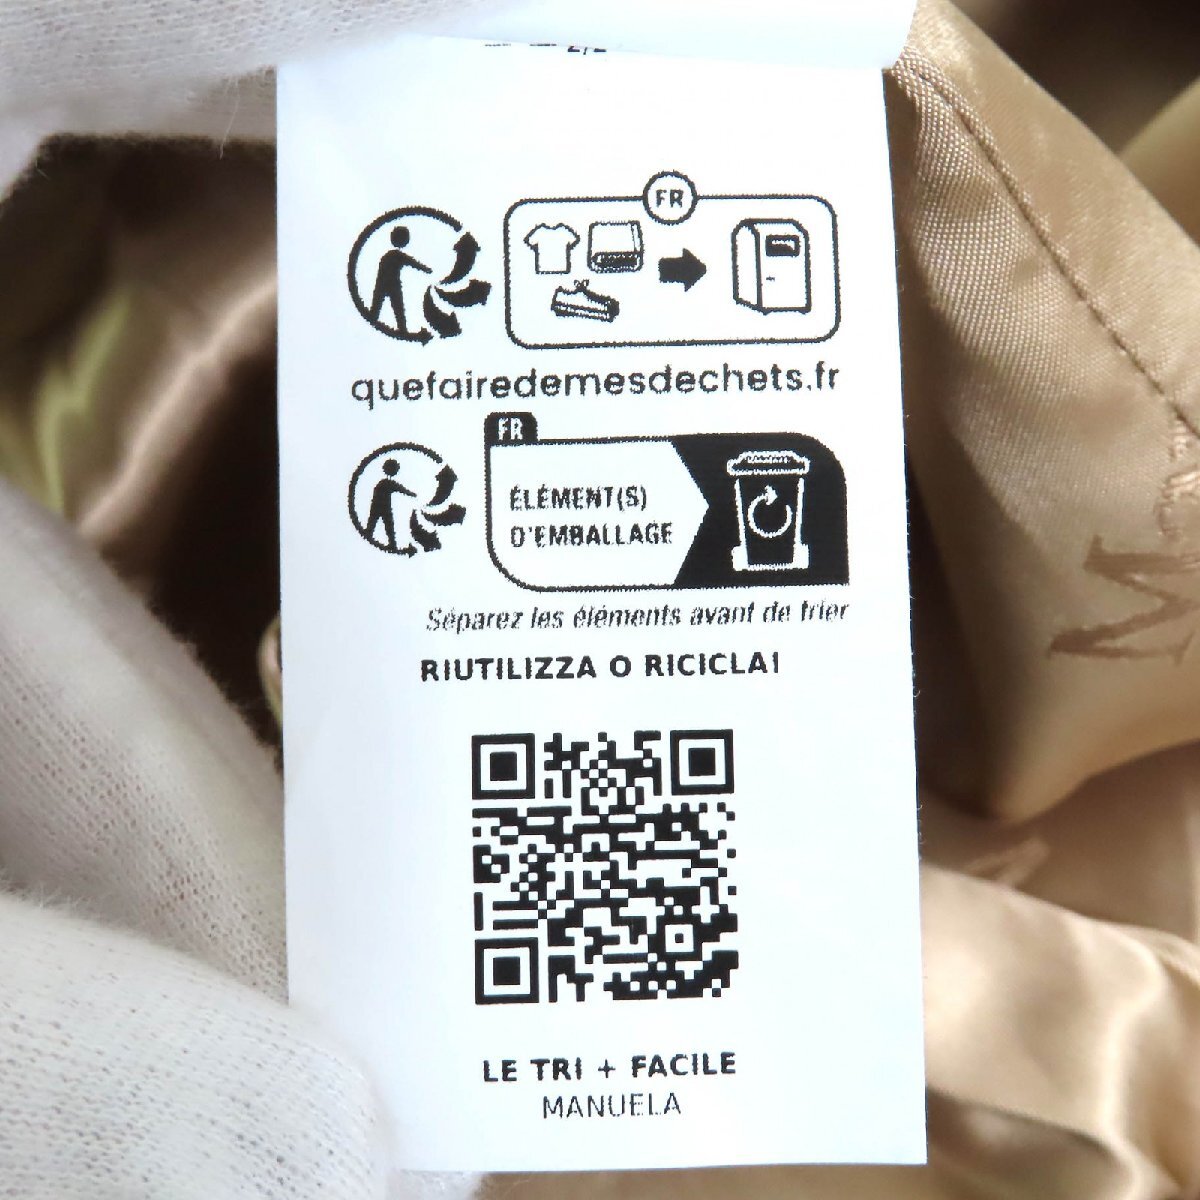 FR
quefairedemesdechets.fr
FR
ÉLÉMENT(S)
D'EMBALLAGE
Séparez les éléments avant de trier
RIUTILIZZA O RICICLA!
LE TRI + FACILE
MANUELA
M